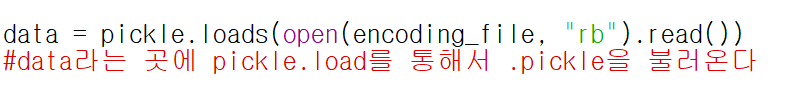 data = pickle.loads(open(encoding_file, "rb").read())
#data라는 곳에 pickle.load를 통해서 .pickle을 불러온다